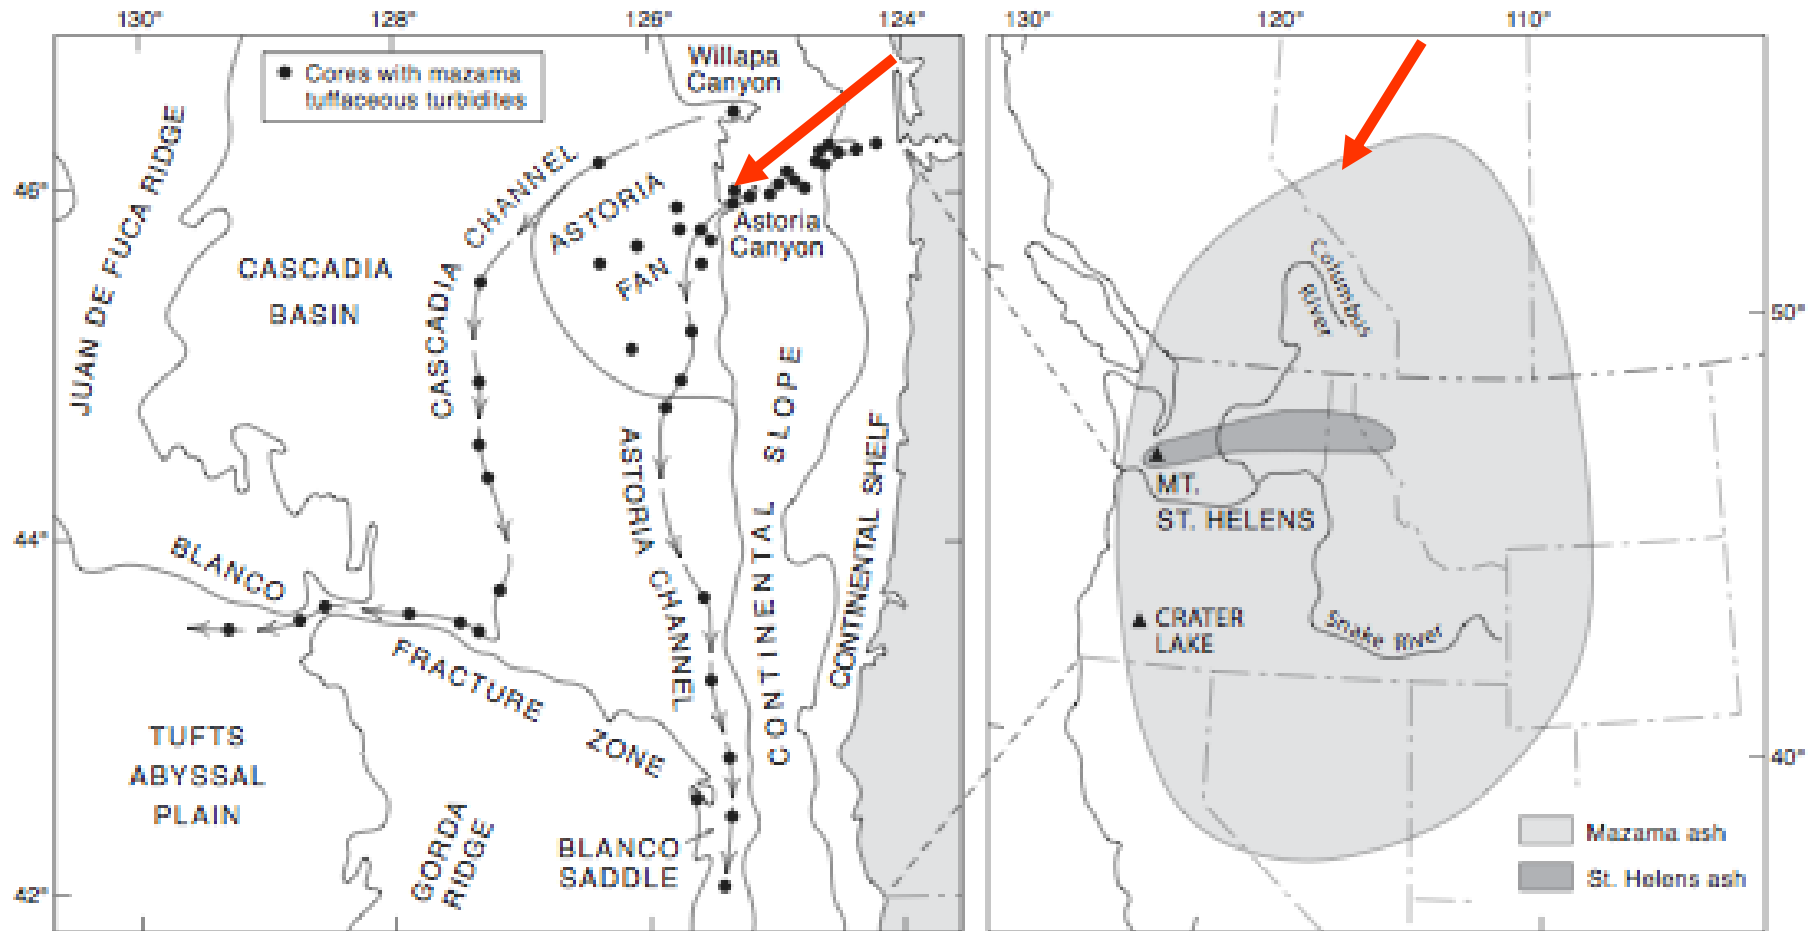 130°
128°
126°
124°
130°
120°
110°
Cores with mazama
tuffaceous turbidites
Willapa
Canyon
JUAN DE FUCA RIDGE
46°
CHANNEL
ASTORIA
FAN
Astoria
Canyon
CASCADIA
BASIN
CASCADIA
Columbus
River
50°
CONTINENTAL SLOPE
CONTINENTAL SHELF
ASTORIA CHANNEL
MT.
ST. HELENS
44°
BLANCO
FRACTURE
ZONE
CRATER
LAKE
Snake River
TUFTS
ABYSSAL
PLAIN
GORDA
RIDGE
BLANCO
SADDLE
40°
Mazama ash
St. Helens ash
42°